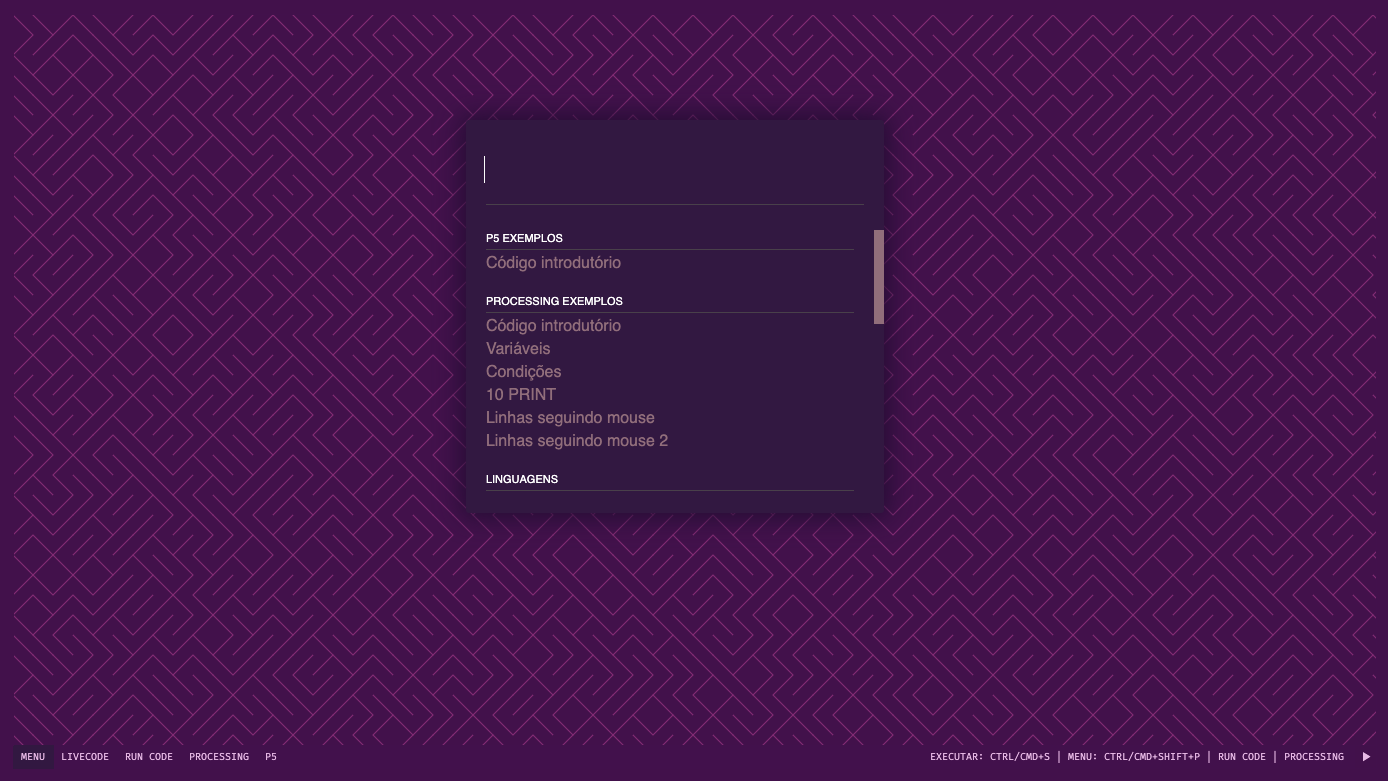 P5 EXEMPLOS
Código introdutório
PROCESSING EXEMPLOS
Código introdutório
Variáveis
Condições
10 PRINT
Linhas seguindo mouse
Linhas seguindo mouse 2
LINGUAGENS
MENU LIVECODE RUN CODE PROCESSING P5 EXECUTAR: CTRL/CMD+S | MENU: CTRL/CMD+SHIFT+P | RUN CODE | PROCESSING